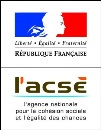 Liberté • Égalité • Fraternité
RÉPUBLIQUE FRANÇAISE
l'acsé
l'agence nationale
pour la cohésion sociale
et l'égalité des chances